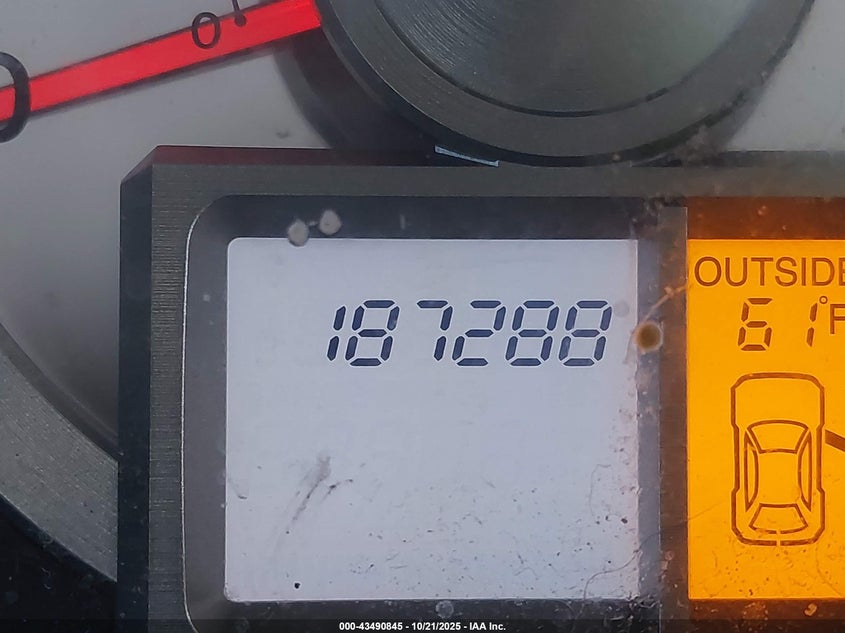 0
187288
OUTSIDE
61°F
000-43490845 - 10/21/2025 - IAA Inc.